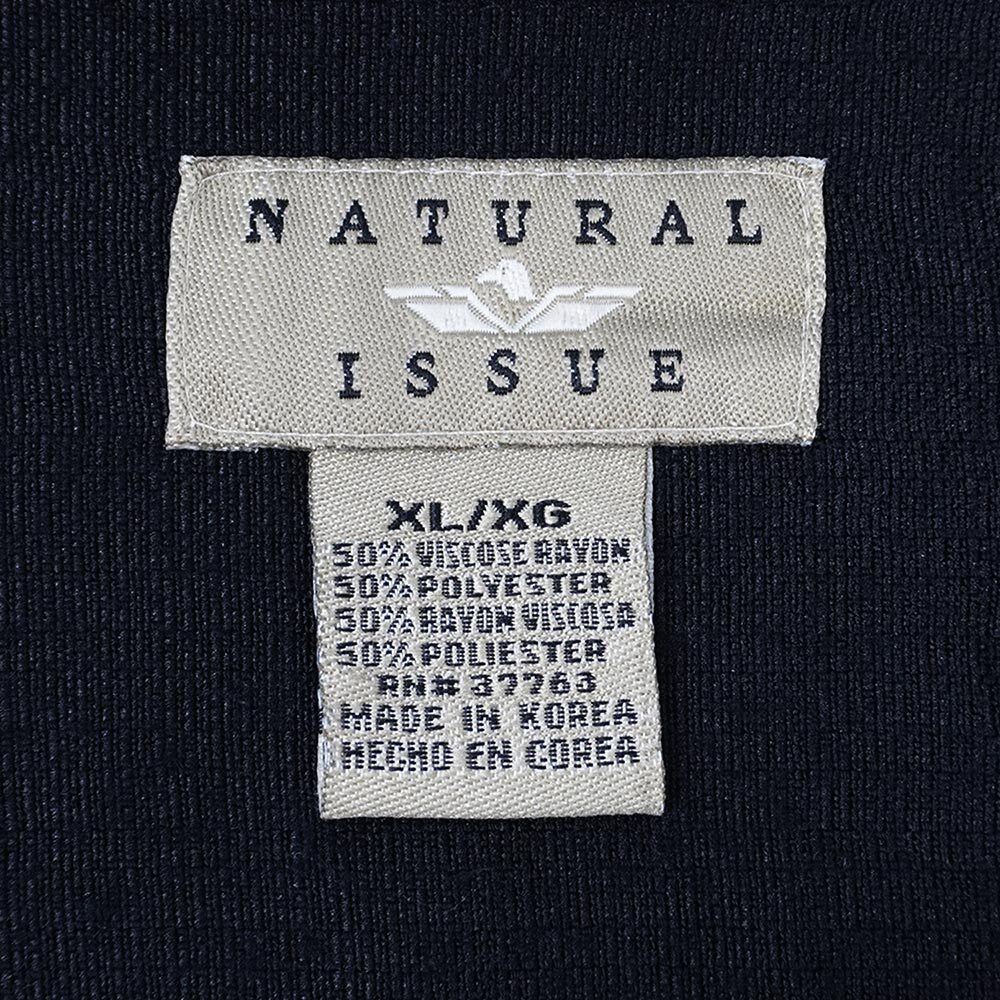 NATURAL
ISSUE
XL/XG
50% VISCOSE RAYON
50% POLYESTER
50% RAYON VISCOSA
50% POLIESTER
RN# 37763
MADE IN KOREA
HECHO EN COREA